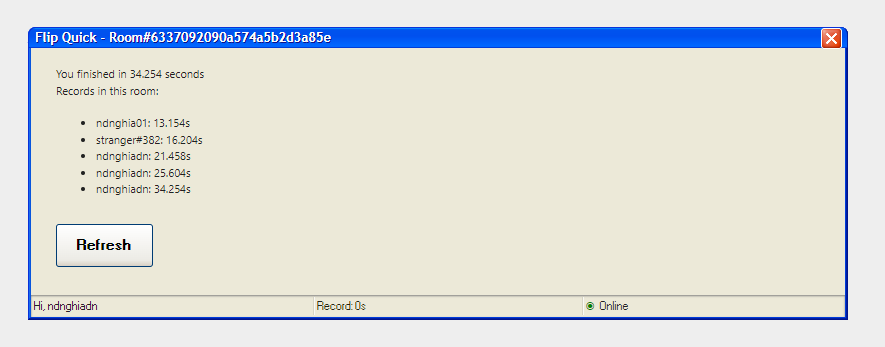 Flip Quick - Room#6337092090a574a5b2d3a85e
You finished in 34.254 seconds
Records in this room:
ndnghia01: 13.154s
stranger#382: 16.204s
ndnghiadn: 21.458s
ndnghiadn: 25.604s
ndnghiadn: 34.254s
Refresh
Hi, ndnghiadn
Record: 0s
Online